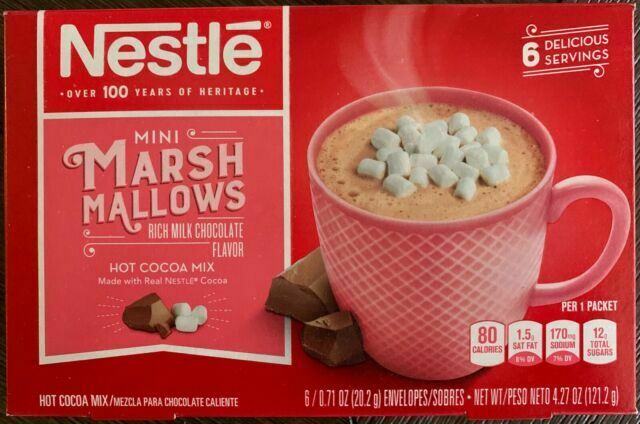 Nestlé®
• OVER 100 YEARS OF HERITAGE •
6 DELICIOUS SERVINGS
MINI
MARSH
MALLOWS
RICH MILK CHOCOLATE
FLAVOR
HOT COCOA MIX
Made with Real NESTLÉ® Cocoa
PER 1 PACKET
80 CALORIES
1.5g SAT FAT 8% DV
170mg SODIUM 7% DV
12g TOTAL SUGARS
HOT COCOA MIX/MEZCLA PARA CHOCOLATE CALIENTE
6 / 0.71 OZ (20.2 g) ENVELOPES/SOBRES • NET WT/PESO NETO 4.27 OZ (121.2 g)